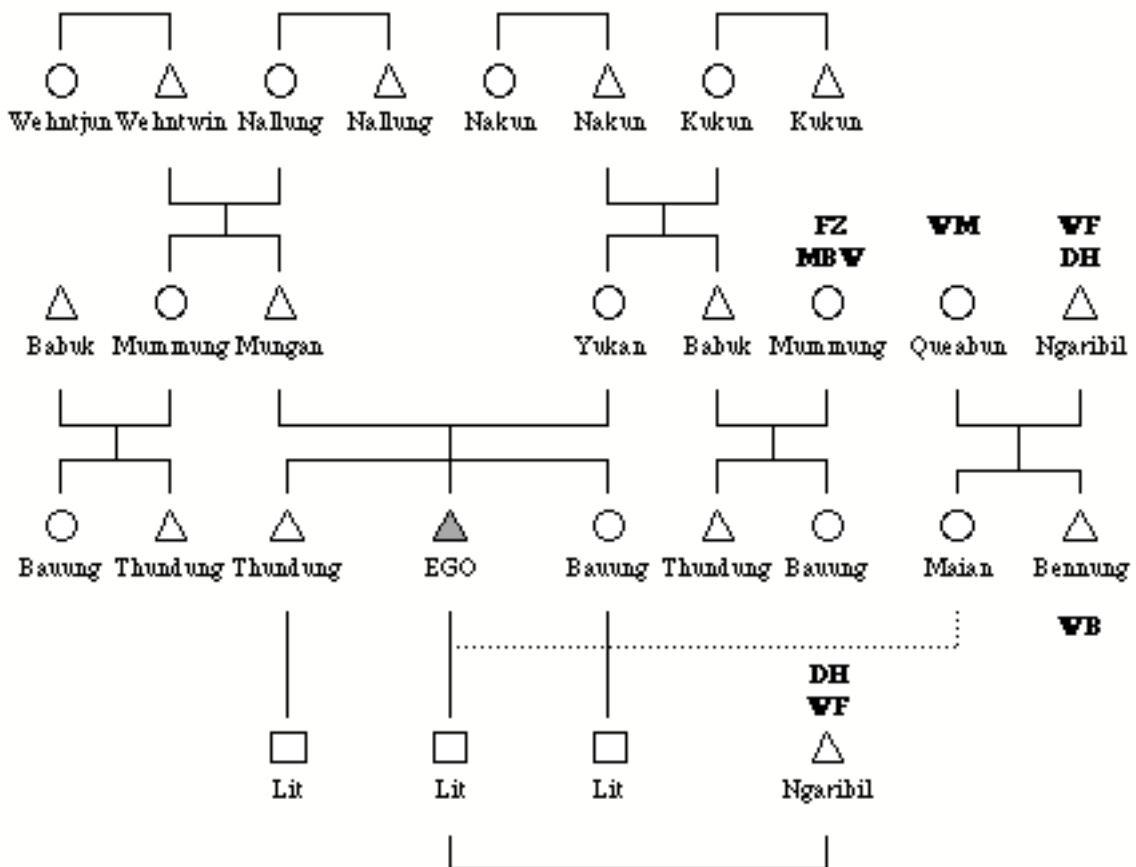 Wehntjun Wehntwin Nallung Nallung Nakun Nakun Kukun Kukun
FZ WM WF
MBW DH
Babuk Mummung Mungan Yukan Babuk Mummung Queabun Ngaribil
Bauung Thundung Thundung EGO Bauung Thundung Bauung Maian Bennung
WB
DH
WF
Lit Lit Lit Ngaribil